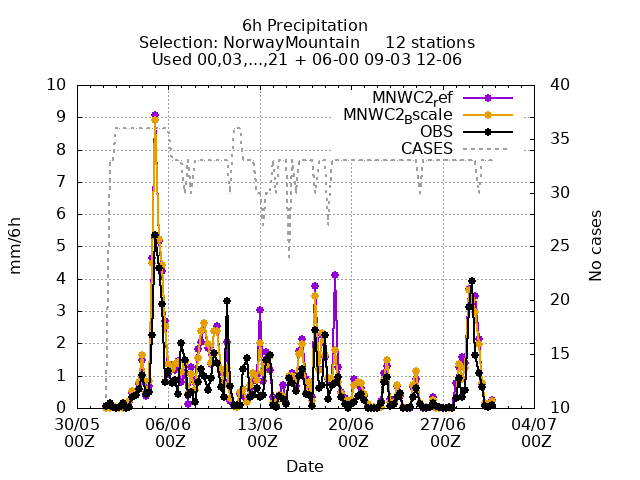 6h Precipitation
Selection: NorwayMountain 12 stations
Used 00,03,...,21 + 06-00 09-03 12-06
MNWC2ref
MNWC2Bscale
OBS
CASES
10
9
8
7
6
5
4
3
2
1
0
mm/6h
40
35
30
25
20
15
10
No cases
30/05 06/06 13/06 20/06 27/06 04/07
00Z 00Z 00Z 00Z 00Z 00Z
Date